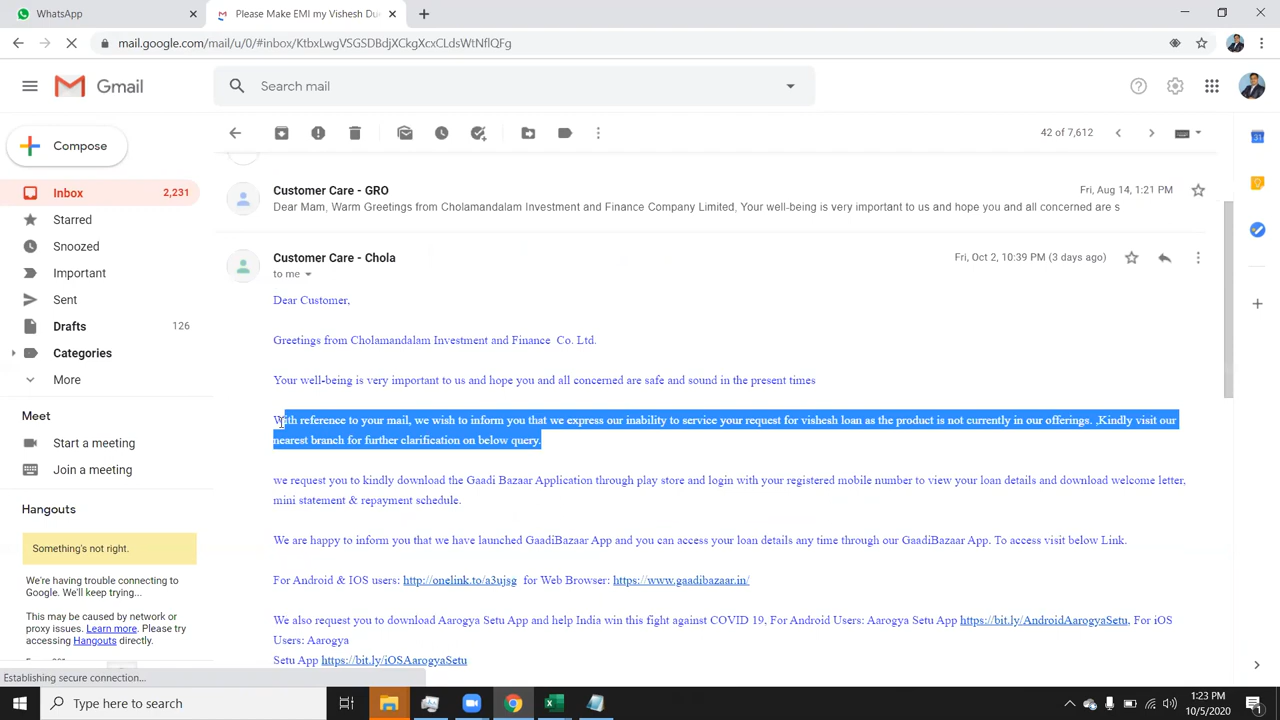 WhatsApp
Please Make EMI my Vishesh Du
mail.google.com/mail/u/0/#inbox/KtbxLwgVSGSDBdjXCkgXcxCLdsWtNflQFg
Gmail
Search mail
Compose
42 of 7,612
Inbox 2,231
Starred
Snoozed
Important
Sent
Drafts 126
Categories
More
Meet
Start a meeting
Join a meeting
Hangouts
Something's not right.
We're having trouble connecting to
Google. We'll keep trying...
This may be caused by network or
proxy issues. Learn more. Please try
accessing Hangouts directly.
Customer Care - GRO
Fri, Aug 14, 1:21 PM
Dear Mam, Warm Greetings from Cholamandalam Investment and Finance Company Limited, Your well-being is very important to us and hope you and all concerned are s
Customer Care - Chola
Fri, Oct 2, 10:39 PM (3 days ago)
to me
Dear Customer,
Greetings from Cholamandalam Investment and Finance Co. Ltd.
Your well-being is very important to us and hope you and all concerned are safe and sound in the present times
With reference to your mail, we wish to inform you that we express our inability to service your request for vishesh loan as the product is not currently in our offerings. ,Kindly visit our
nearest branch for further clarification on below query.
we request you to kindly download the Gaadi Bazaar Application through play store and login with your registered mobile number to view your loan details and download welcome letter,
mini statement & repayment schedule.
We are happy to inform you that we have launched GaadiBazaar App and you can access your loan details any time through our GaadiBazaar App. To access visit below Link.
For Android & IOS users: http://onelink.to/a3ujsg for Web Browser: https://www.gaadibazaar.in/
We also request you to download Aarogya Setu App and help India win this fight against COVID 19, For Android Users: Aarogya Setu App https://bit.ly/AndroidAarogyaSetu, For iOS
Users: Aarogya
Setu App https://bit.ly/iOSAarogyaSetu
Establishing secure connection...
Type here to search
1:23 PM
10/5/2020